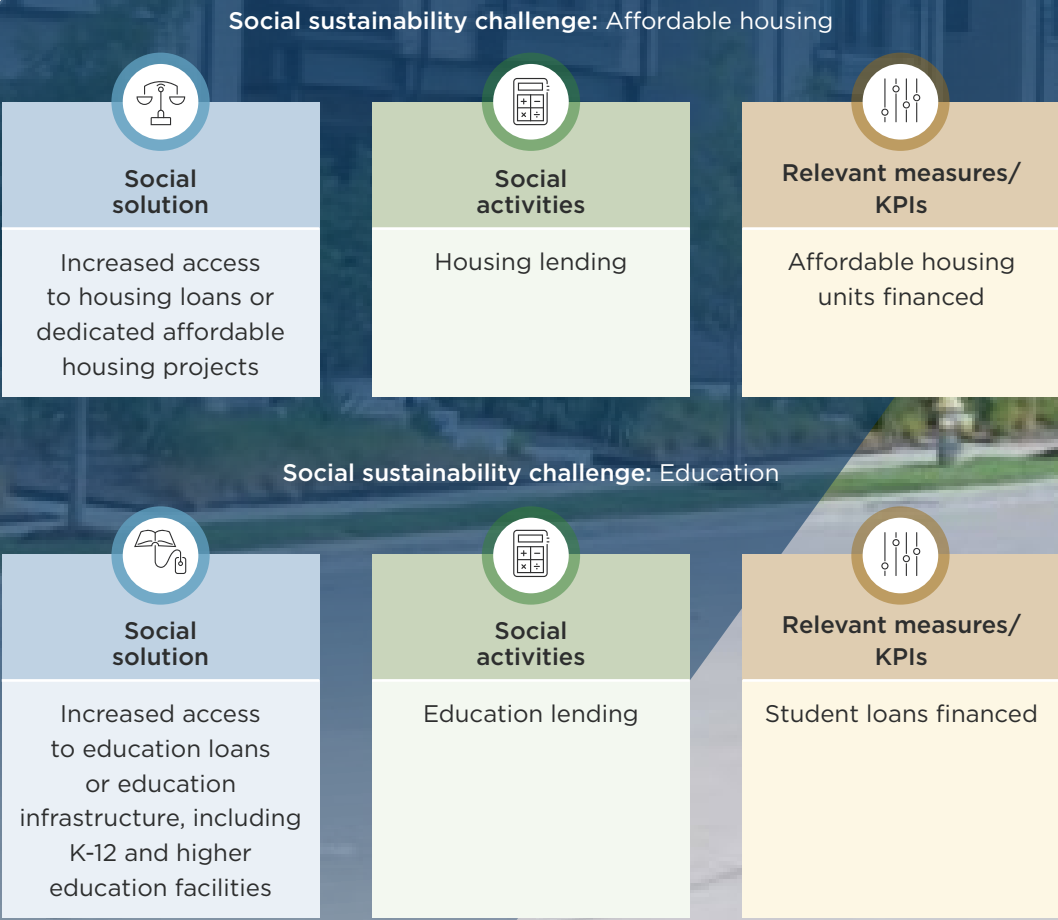 Social sustainability challenge: Affordable housing
Social
solution
Increased access
to housing loans or
dedicated affordable
housing projects
Social
activities
Housing lending
Relevant measures/
KPIs
Affordable housing
units financed
Social sustainability challenge: Education
Social
solution
Increased access
to education loans
or education
infrastructure, including
K-12 and higher
education facilities
Social
activities
Education lending
Relevant measures/
KPIs
Student loans financed